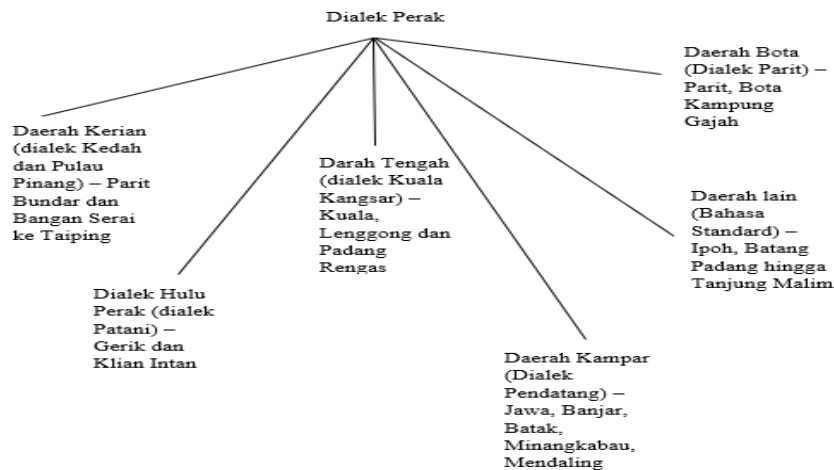 Dialek Perak
Daerah Kerian
(dialek Kedah
dan Pulau
Pinang) – Parit
Bundar dan
Bangan Serai
ke Taiping
Dialek Hulu
Perak (dialek
Patani) –
Gerik dan
Klian Intan
Darah Tengah
(dialek Kuala
Kangsar) –
Kuala,
Lenggong dan
Padang
Rengas
Daerah Kampar
(Dialek
Pendatang) –
Jawa, Banjar,
Batak,
Minangkabau,
Mendaling
Daerah lain
(Bahasa
Standard) –
Ipoh, Batang
Padang hingga
Tanjung Malim
Daerah Bota
(Dialek Parit) –
Parit, Bota
Kampung
Gajah